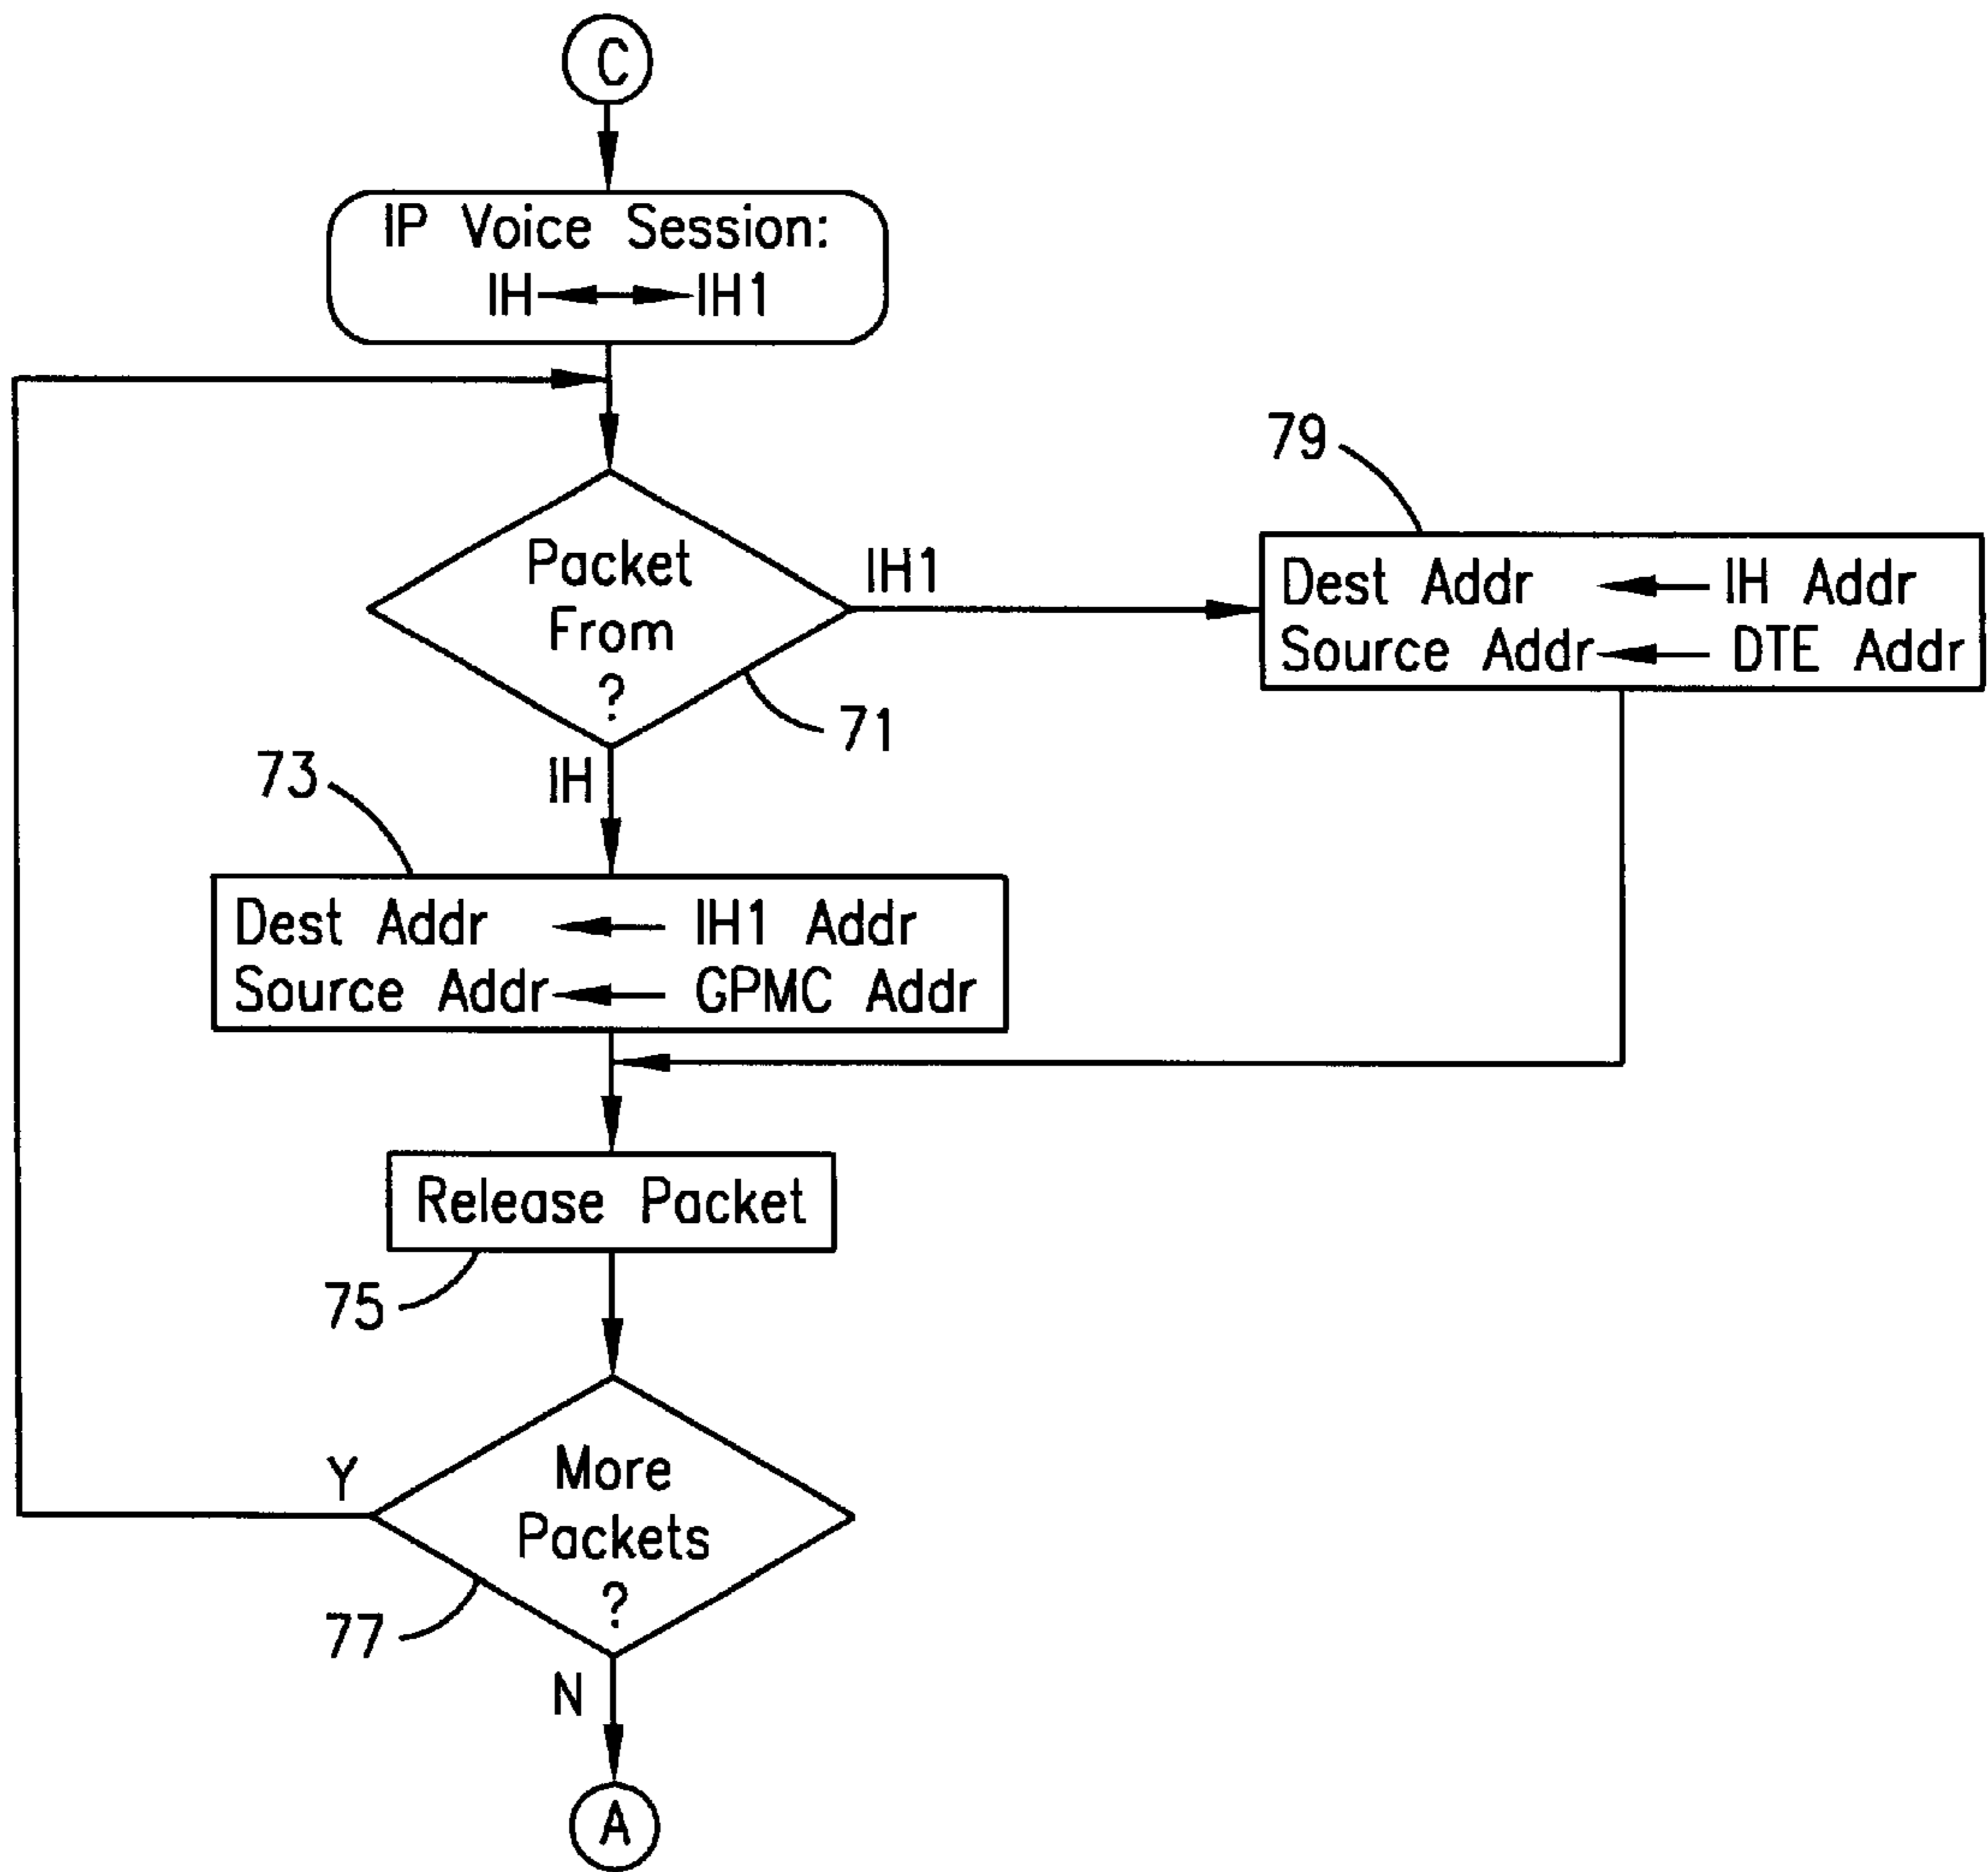 C
IP Voice Session:
IH IH1
79
Packet
From
?
IH1
Dest Addr IH Addr
Source Addr DTE Addr
71
73
IH
Dest Addr IH1 Addr
Source Addr GPMC Addr
Release Packet
75
More
Packets
?
Y
77
N
A